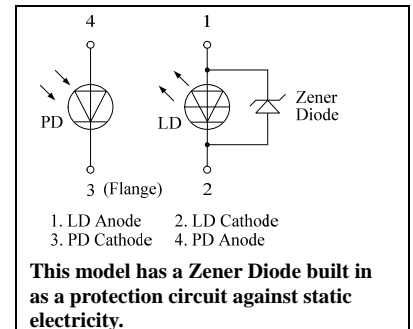 4 1
PD LD Zener
Diode
3 (Flange) 2
1. LD Anode 2. LD Cathode
3. PD Cathode 4. PD Anode
This model has a Zener Diode built in
as a protection circuit against static
electricity.